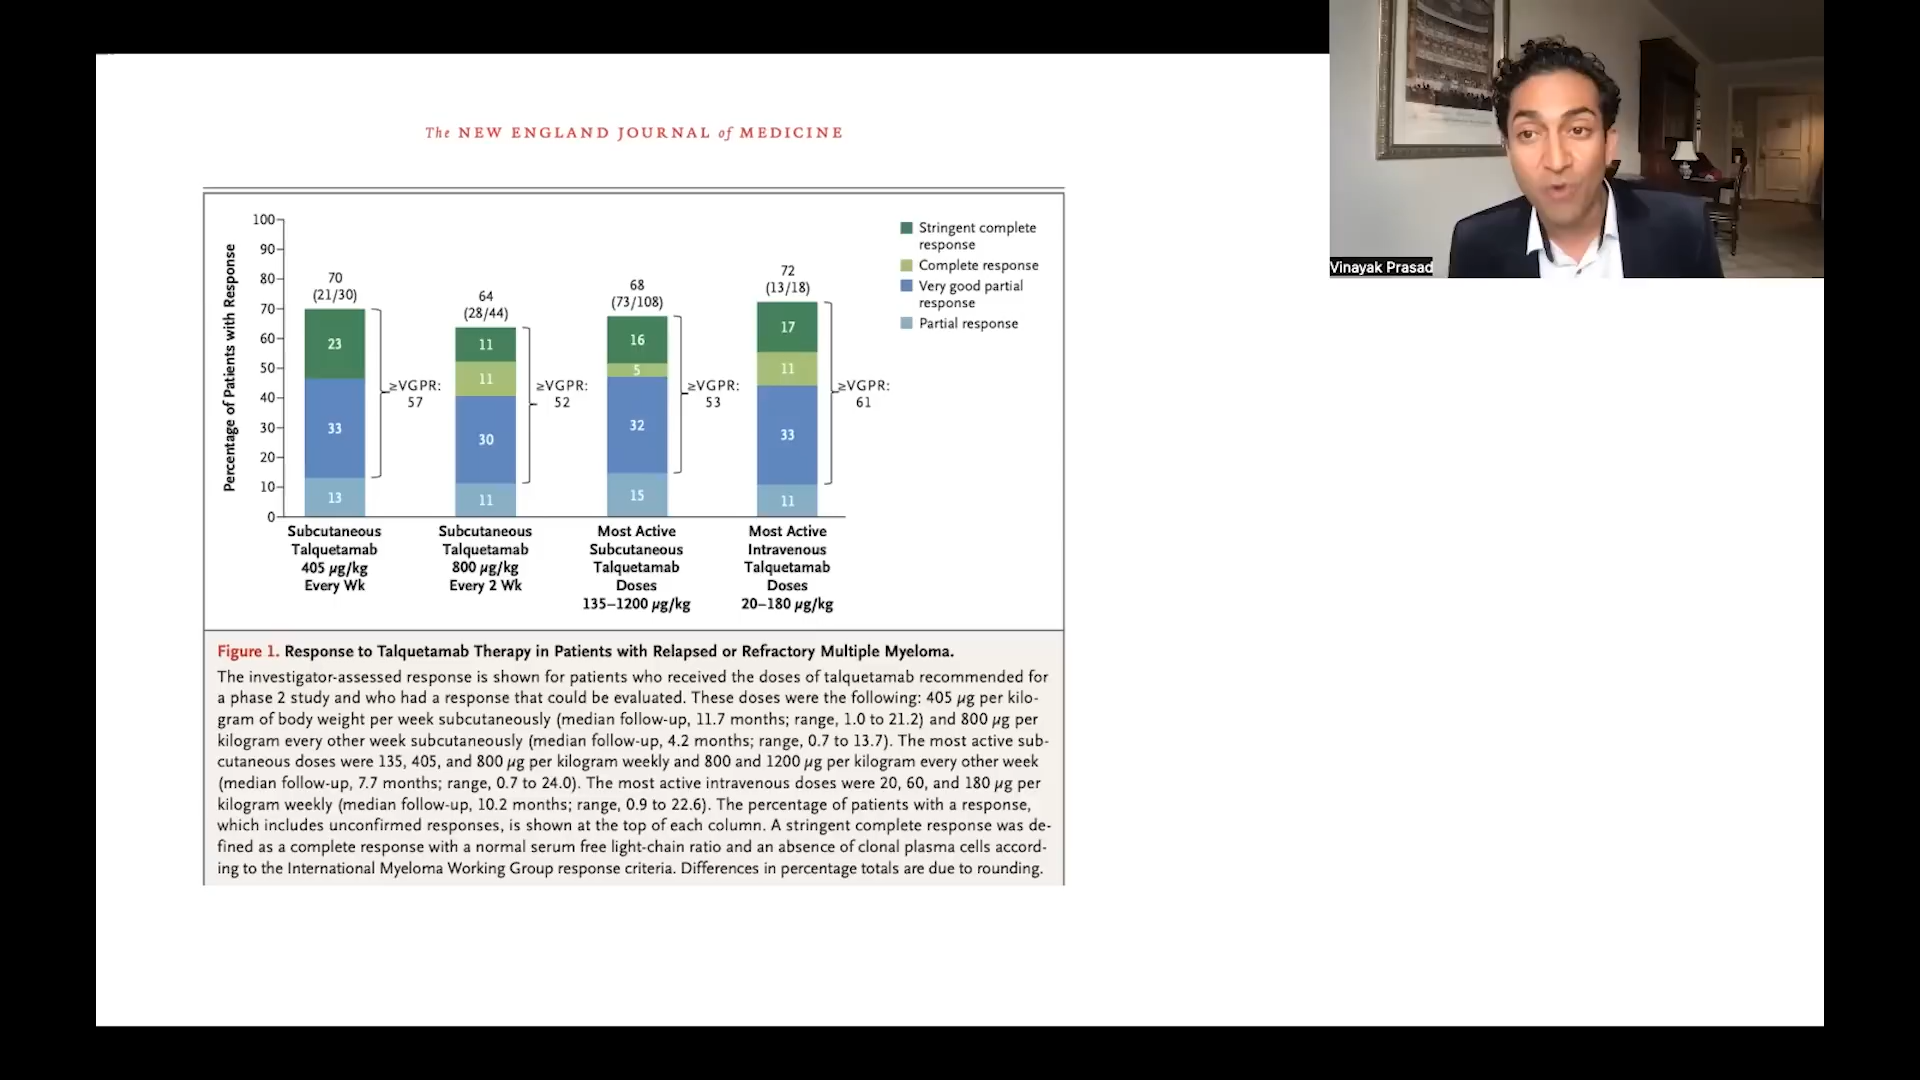 The NEW ENGLAND JOURNAL of MEDICINE
Vinayak Prasad
Percentage of Patients with Response
100
90
80
70
60
50
40
30
20
10
0
70
(21/30)
23
33
13
≥VGPR:
57
64
(28/44)
11
11
30
11
≥VGPR:
52
68
(73/108)
16
5
32
15
≥VGPR:
53
72
(13/18)
17
11
33
11
≥VGPR:
61
Stringent complete
response
Complete response
Very good partial
response
Partial response
Subcutaneous
Talquetamab
405 μg/kg
Every Wk
Subcutaneous
Talquetamab
800 μg/kg
Every 2 Wk
Most Active
Subcutaneous
Talquetamab
Doses
135–1200 μg/kg
Most Active
Intravenous
Talquetamab
Doses
20–180 μg/kg
Figure 1. Response to Talquetamab Therapy in Patients with Relapsed or Refractory Multiple Myeloma.
The investigator-assessed response is shown for patients who received the doses of talquetamab recommended for
a phase 2 study and who had a response that could be evaluated. These doses were the following: 405 μg per kilo-
gram of body weight per week subcutaneously (median follow-up, 11.7 months; range, 1.0 to 21.2) and 800 μg per
kilogram every other week subcutaneously (median follow-up, 4.2 months; range, 0.7 to 13.7). The most active sub-
cutaneous doses were 135, 405, and 800 μg per kilogram weekly and 800 and 1200 μg per kilogram every other week
(median follow-up, 7.7 months; range, 0.7 to 24.0). The most active intravenous doses were 20, 60, and 180 μg per
kilogram weekly (median follow-up, 10.2 months; range, 0.9 to 22.6). The percentage of patients with a response,
which includes unconfirmed responses, is shown at the top of each column. A stringent complete response was de-
fined as a complete response with a normal serum free light-chain ratio and an absence of clonal plasma cells accord-
ing to the International Myeloma Working Group response criteria. Differences in percentage totals are due to rounding.